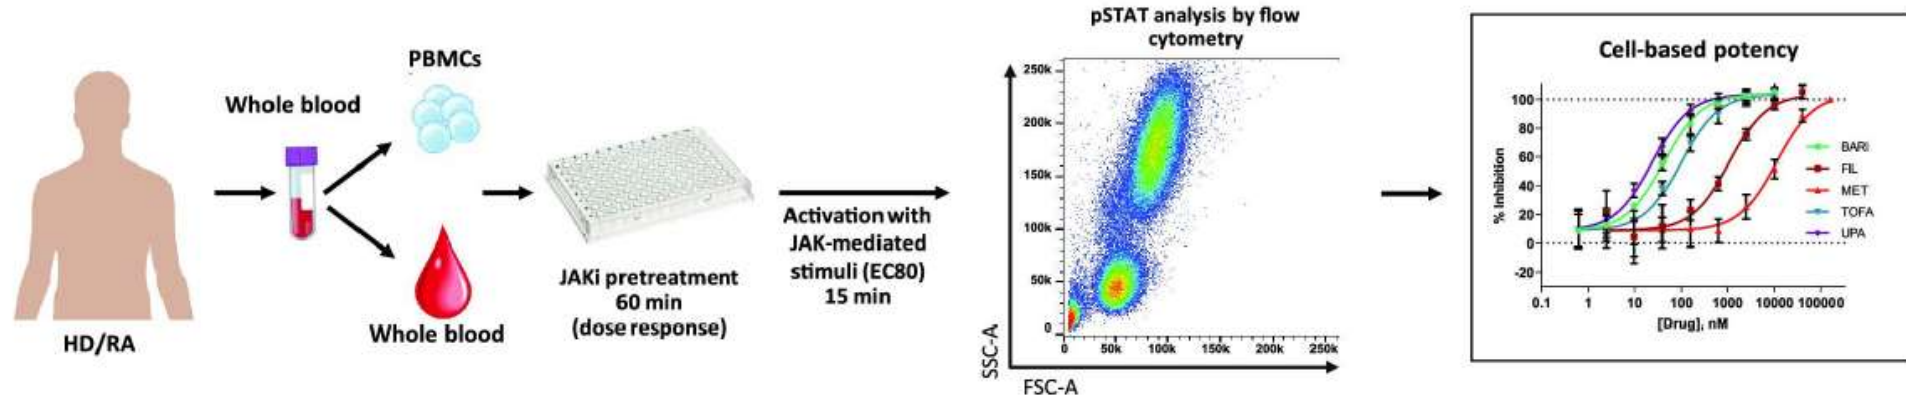 HD/RA
Whole blood
PBMCs
Whole blood
JAKi pretreatment
60 min
(dose response)
Activation with
JAK-mediated
stimuli (EC80)
15 min
pSTAT analysis by flow
cytometry
SSC-A
250k
200k
150k
100k
50k
0
0 50k 100k 150k 200k 250k
FSC-A
Cell-based potency
% Inhibition
100
80
60
40
20
0
-20
BARI
FIL
MET
TOFA
UPA
0.1 1 10 100 1000 10000 100000
[Drug], nM